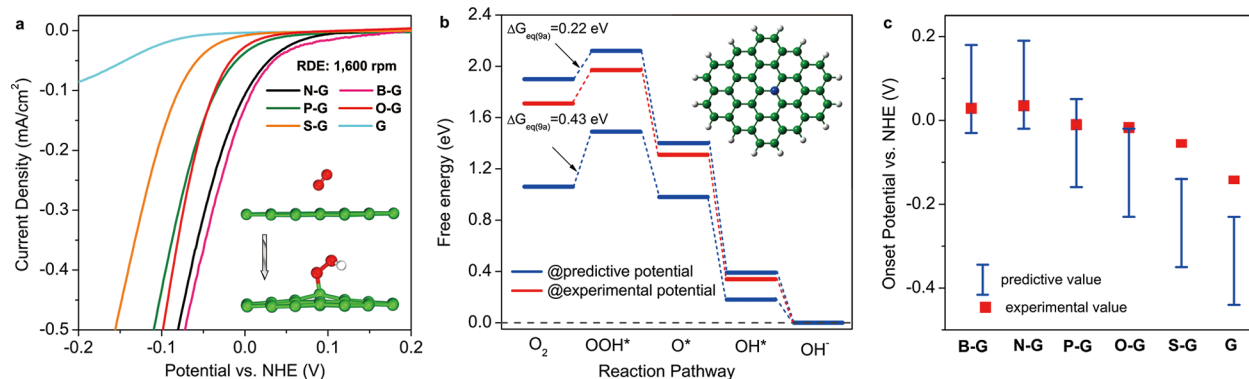 a
RDE: 1,600 rpm
N-G B-G
P-G O-G
S-G G
0.0
-0.1
-0.2
-0.3
-0.4
-0.5
Current Density (mA/cm²)
-0.2 -0.1 0.0 0.1 0.2
Potential vs. NHE (V)
b
2.4
2.0
1.6
1.2
0.8
0.4
0.0
Free energy (eV)
ΔG_eq(9a)=0.22 eV
ΔG_eq(9a)=0.43 eV
@predictive potential
@experimental potential
O₂ OOH* O* OH* OH⁻
Reaction Pathway
c
0.2
0.0
-0.2
-0.4
Onset Potential vs. NHE (V)
predictive value
experimental value
B-G N-G P-G O-G S-G G